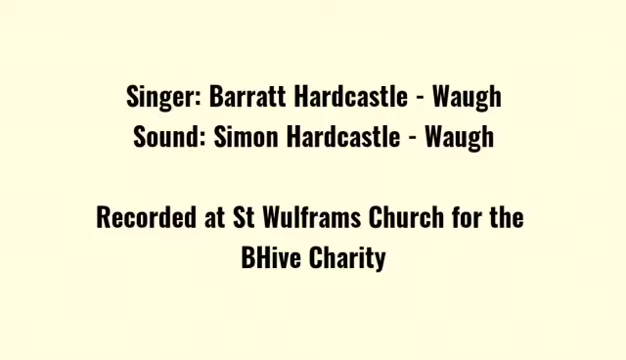 Singer: Barratt Hardcastle - Waugh
Sound: Simon Hardcastle - Waugh
Recorded at St Wulframs Church for the
BHive Charity